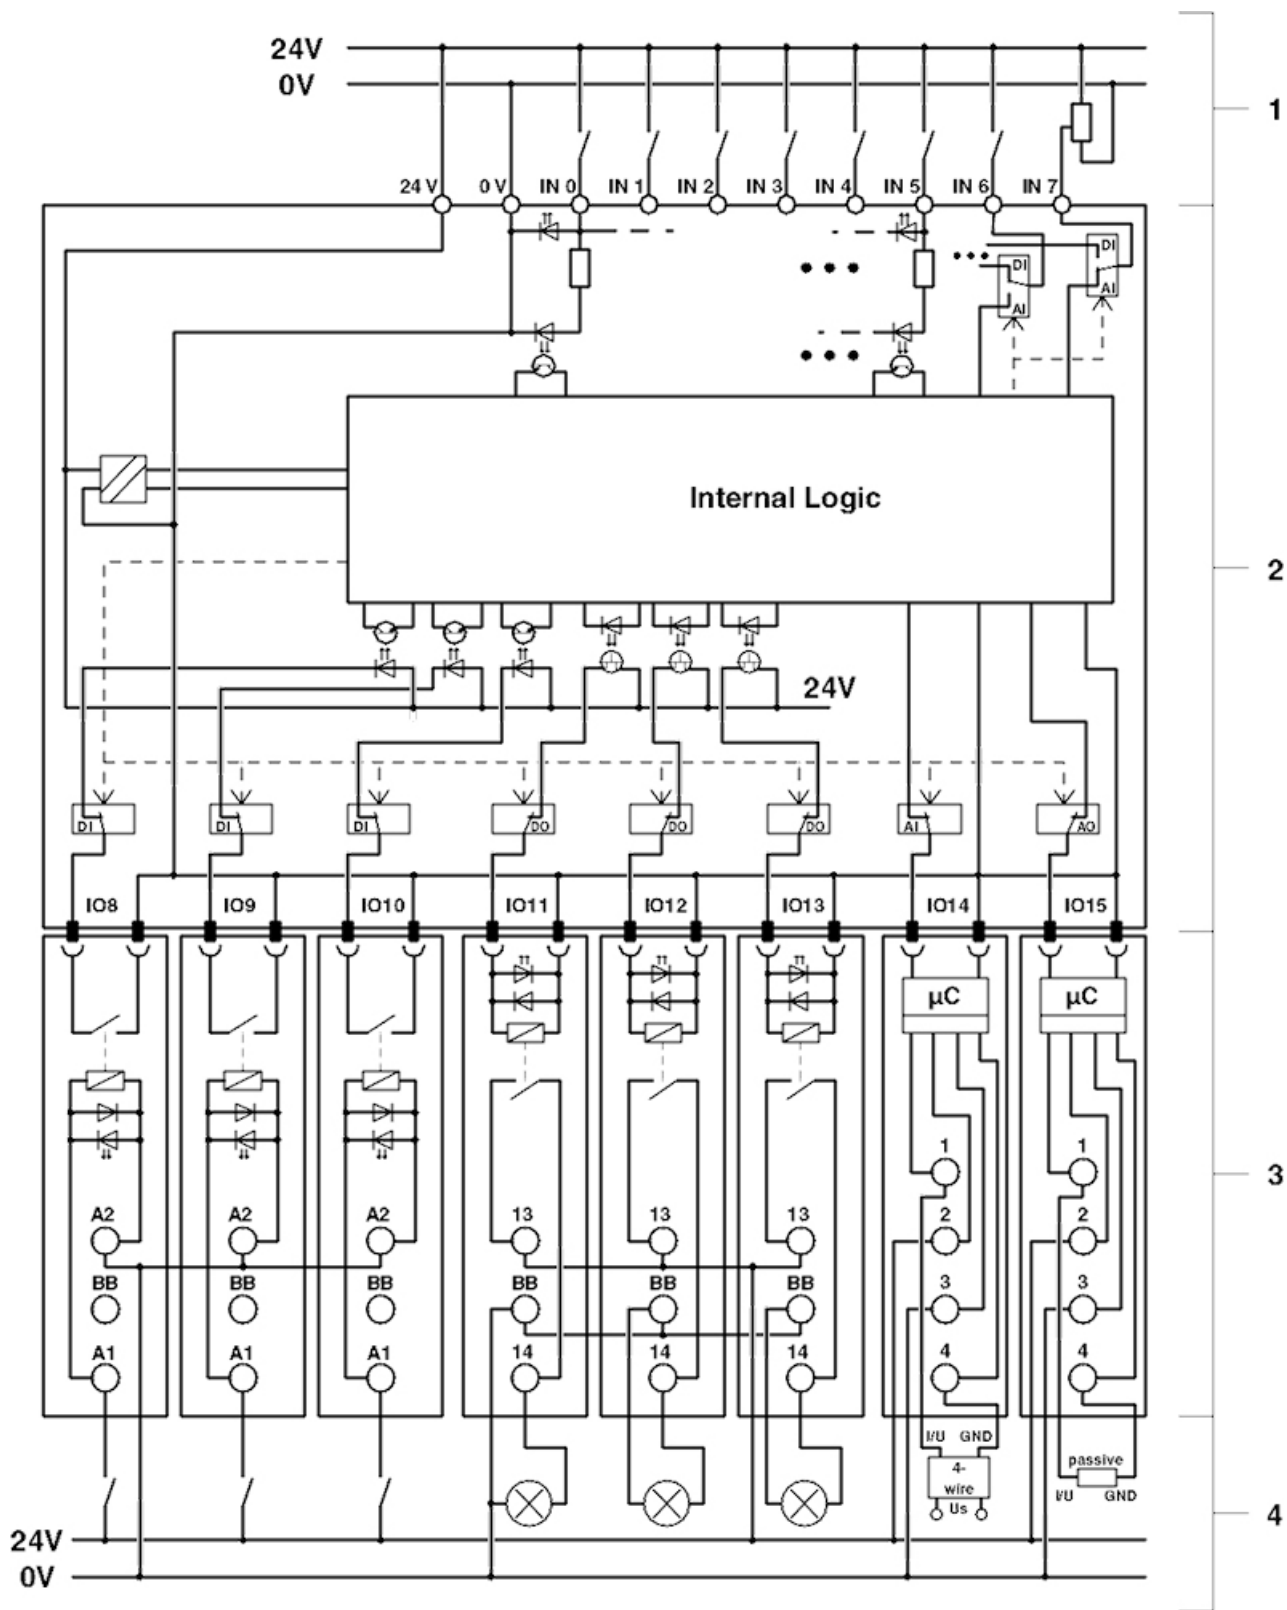 24V
0V
1
24 V 0 V IN 0 IN 1 IN 2 IN 3 IN 4 IN 5 IN 6 IN 7
DI
DI
AI
AI
Internal Logic
2
24V
DI DI DI DO DO DO AI AO
IO8 IO9 IO10 IO11 IO12 IO13 IO14 IO15
µC µC
1 1
3
A2 A2 A2 13 13 13 2 2
BB BB BB BB BB BB 3 3
A1 A1 A1 14 14 14 4 4
I/U GND
passive
4-
wire
I/U GND
Us
4
24V
0V